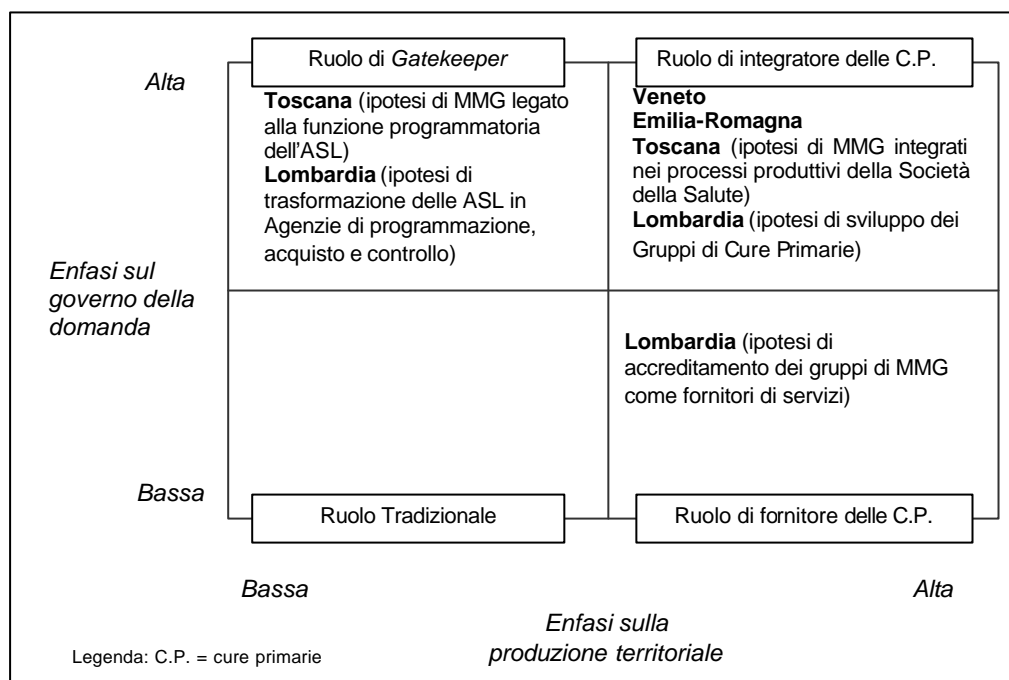 Ruolo di Gatekeeper
Ruolo di integratore delle C.P.
Alta
Toscana (ipotesi di MMG legato
alla funzione programmatoria
dell'ASL)
Lombardia (ipotesi di
trasformazione delle ASL in
Agenzie di programmazione,
acquisto e controllo)
Veneto
Emilia-Romagna
Toscana (ipotesi di MMG integrati
nei processi produttivi della Società
della Salute)
Lombardia (ipotesi di sviluppo dei
Gruppi di Cure Primarie)
Enfasi sul
governo della
domanda
Lombardia (ipotesi di
accreditamento dei gruppi di MMG
come fornitori di servizi)
Bassa
Ruolo Tradizionale
Ruolo di fornitore delle C.P.
Bassa
Alta
Enfasi sulla
produzione territoriale
Legenda: C.P. = cure primarie